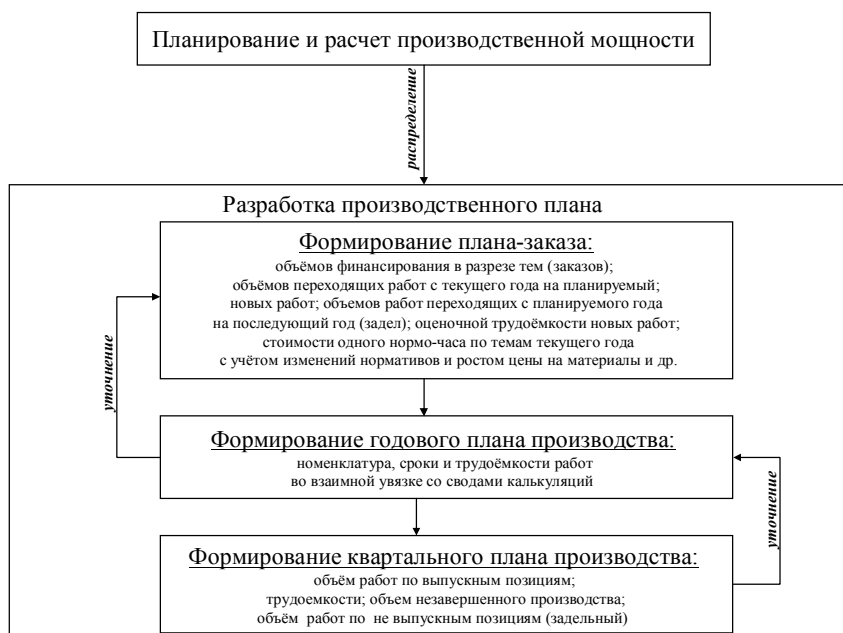 Планирование и расчет производственной мощности
распределение
Разработка производственного плана
Формирование плана-заказа:
объёмов финансирования в разрезе тем (заказов);
объёмов переходящих работ с текущего года на планируемый;
новых работ; объемов работ переходящих с планируемого года
на последующий год (задел); оценочной трудоёмкости новых работ;
стоимости одного нормо-часа по темам текущего года
с учётом изменений нормативов и ростом цены на материалы и др.
уточнение
Формирование годового плана производства:
номенклатура, сроки и трудоёмкости работ
во взаимной увязке со сводами калькуляций
уточнение
Формирование квартального плана производства:
объём работ по выпускным позициям;
трудоемкости; объем незавершенного производства;
объём работ по не выпускным позициям (задельный)